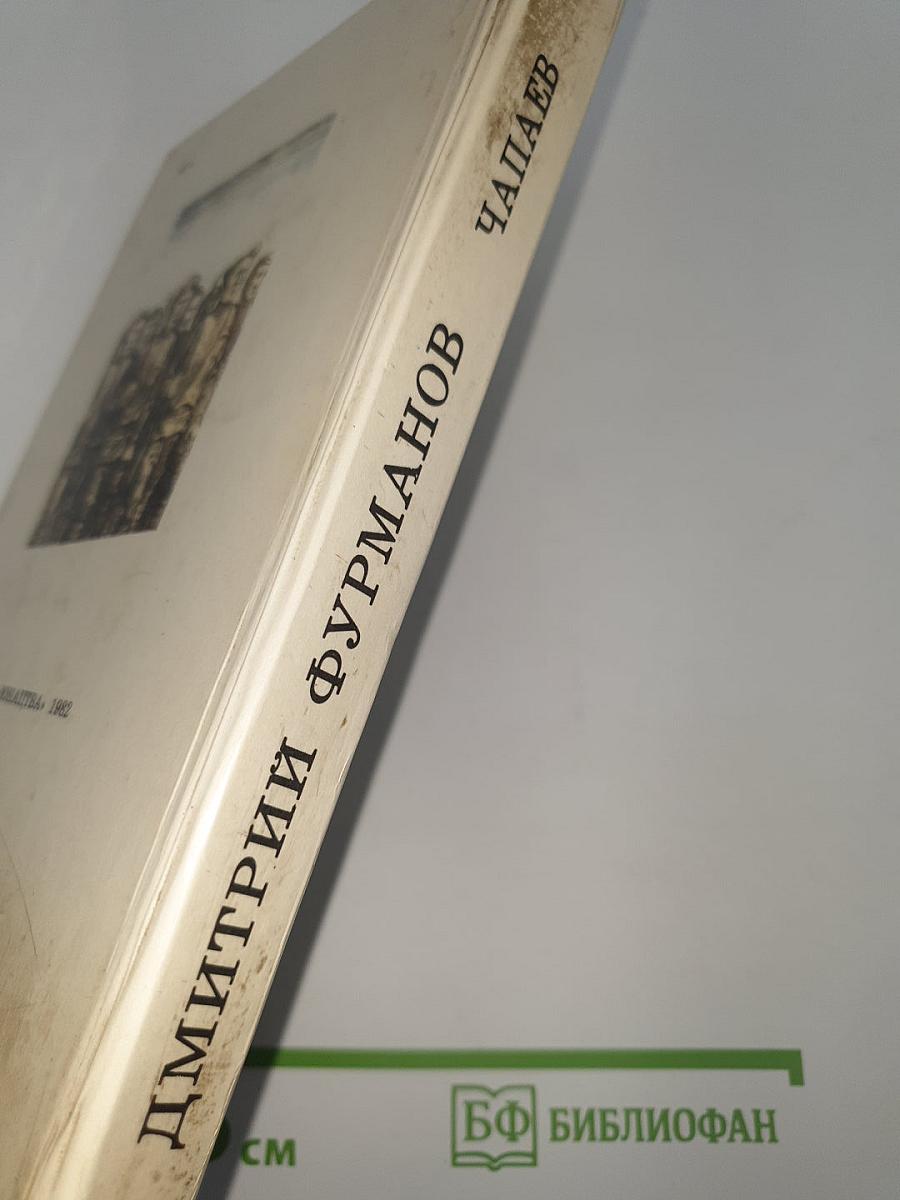 ДМИТРИЙ ФУРМАНОВ ЧАПАЕВ
1982
см
БФ БИБЛИОФАН